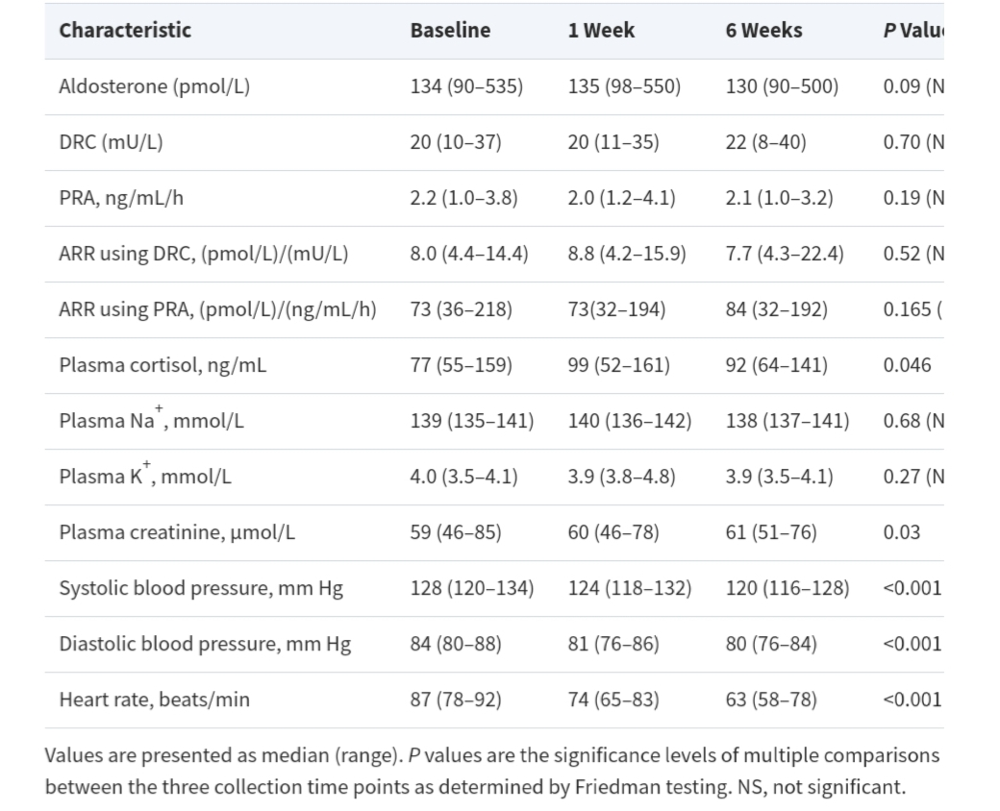 Characteristic Baseline 1 Week 6 Weeks P Valu
Aldosterone (pmol/L) 134 (90–535) 135 (98–550) 130 (90–500) 0.09 (N
DRC (mU/L) 20 (10–37) 20 (11–35) 22 (8–40) 0.70 (N
PRA, ng/mL/h 2.2 (1.0–3.8) 2.0 (1.2–4.1) 2.1 (1.0–3.2) 0.19 (N
ARR using DRC, (pmol/L)/(mU/L) 8.0 (4.4–14.4) 8.8 (4.2–15.9) 7.7 (4.3–22.4) 0.52 (N
ARR using PRA, (pmol/L)/(ng/mL/h) 73 (36–218) 73(32–194) 84 (32–192) 0.165 (
Plasma cortisol, ng/mL 77 (55–159) 99 (52–161) 92 (64–141) 0.046
Plasma Na⁺, mmol/L 139 (135–141) 140 (136–142) 138 (137–141) 0.68 (N
Plasma K⁺, mmol/L 4.0 (3.5–4.1) 3.9 (3.8–4.8) 3.9 (3.5–4.1) 0.27 (N
Plasma creatinine, µmol/L 59 (46–85) 60 (46–78) 61 (51–76) 0.03
Systolic blood pressure, mm Hg 128 (120–134) 124 (118–132) 120 (116–128) <0.001
Diastolic blood pressure, mm Hg 84 (80–88) 81 (76–86) 80 (76–84) <0.001
Heart rate, beats/min 87 (78–92) 74 (65–83) 63 (58–78) <0.001
Values are presented as median (range). P values are the significance levels of multiple comparisons
between the three collection time points as determined by Friedman testing. NS, not significant.